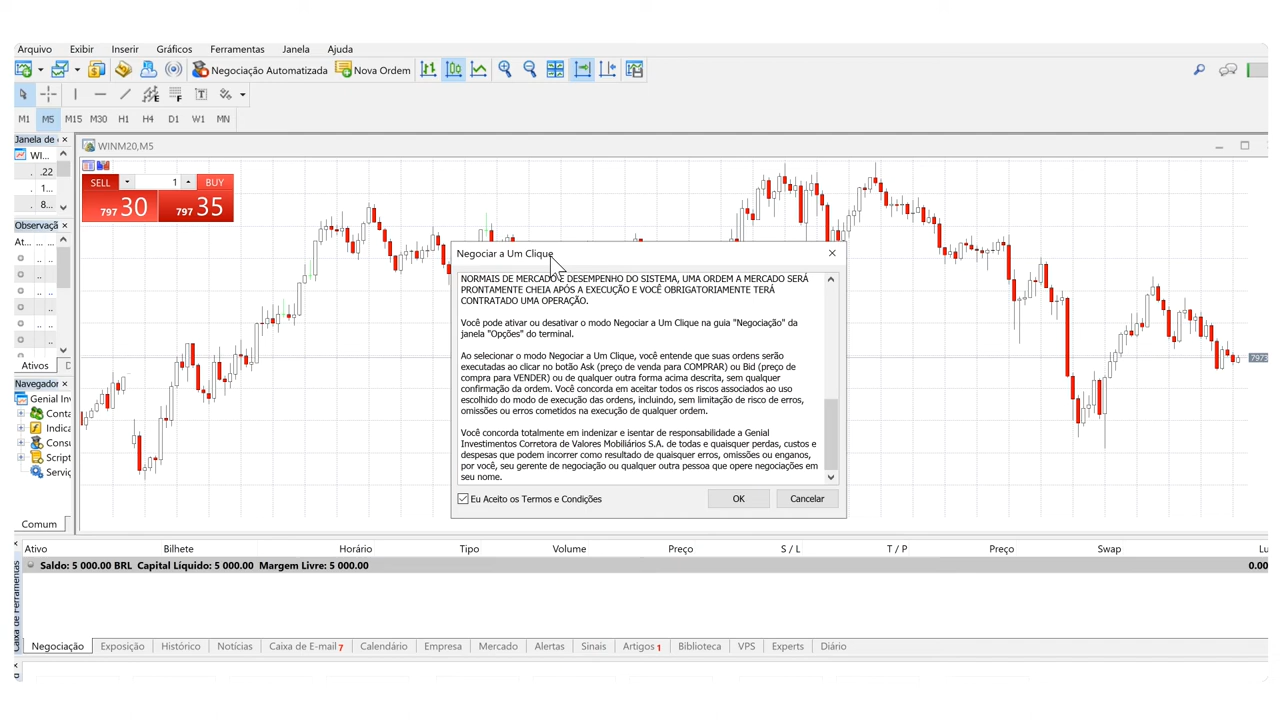 Arquivo Exibir Inserir Gráficos Ferramentas Janela Ajuda
Negociação Automatizada Nova Ordem
E F T
M1 M5 M15 M30 H1 H4 D1 W1 MN
Janela de
WINM20,M5
WI...
.22
1...
8...
SELL 1 BUY
797 30 797 35
Observaçã
At...
Ativos
Navegador
Genial Inv
Conta
Indica
Consu
Script
Serviç
Comum
7973
Negociar a Um Clique
NORMAIS DE MERCADO E DESEMPENHO DO SISTEMA, UMA ORDEM A MERCADO SERÁ
PRONTAMENTE CHEIA APÓS A EXECUÇÃO E VOCÊ OBRIGATORIAMENTE TERÁ
CONTRATADO UMA OPERAÇÃO.
Você pode ativar ou desativar o modo Negociar a Um Clique na guia "Negociação" da
janela "Opções" do terminal.
Ao selecionar o modo Negociar a Um Clique, você entende que suas ordens serão
executadas ao clicar no botão Ask (preço de venda para COMPRAR) ou Bid (preço de
compra para VENDER) ou de qualquer outra forma acima descrita, sem qualquer
confirmação da ordem. Você concorda em aceitar todos os riscos associados ao uso
escolhido do modo de execução das ordens, incluindo, sem limitação de risco de erros,
omissões ou erros cometidos na execução de qualquer ordem.
Você concorda totalmente em indenizar e isentar de responsabilidade a Genial
Investimentos Corretora de Valores Mobiliários S.A. de todas e quaisquer perdas, custos e
despesas que podem incorrer como resultado de quaisquer erros, omissões ou enganos,
por você, seu gerente de negociação ou qualquer outra pessoa que opere negociações em
seu nome.
Eu Aceito os Termos e Condições OK Cancelar
Ativo Bilhete Horário Tipo Volume Preço S / L T / P Preço Swap Lu
Saldo: 5 000.00 BRL Capital Líquido: 5 000.00 Margem Livre: 5 000.00 0.00
Caixa de Ferramentas
Negociação Exposição Histórico Notícias Caixa de E-mail 7 Calendário Empresa Mercado Alertas Sinais Artigos 1 Biblioteca VPS Experts Diário